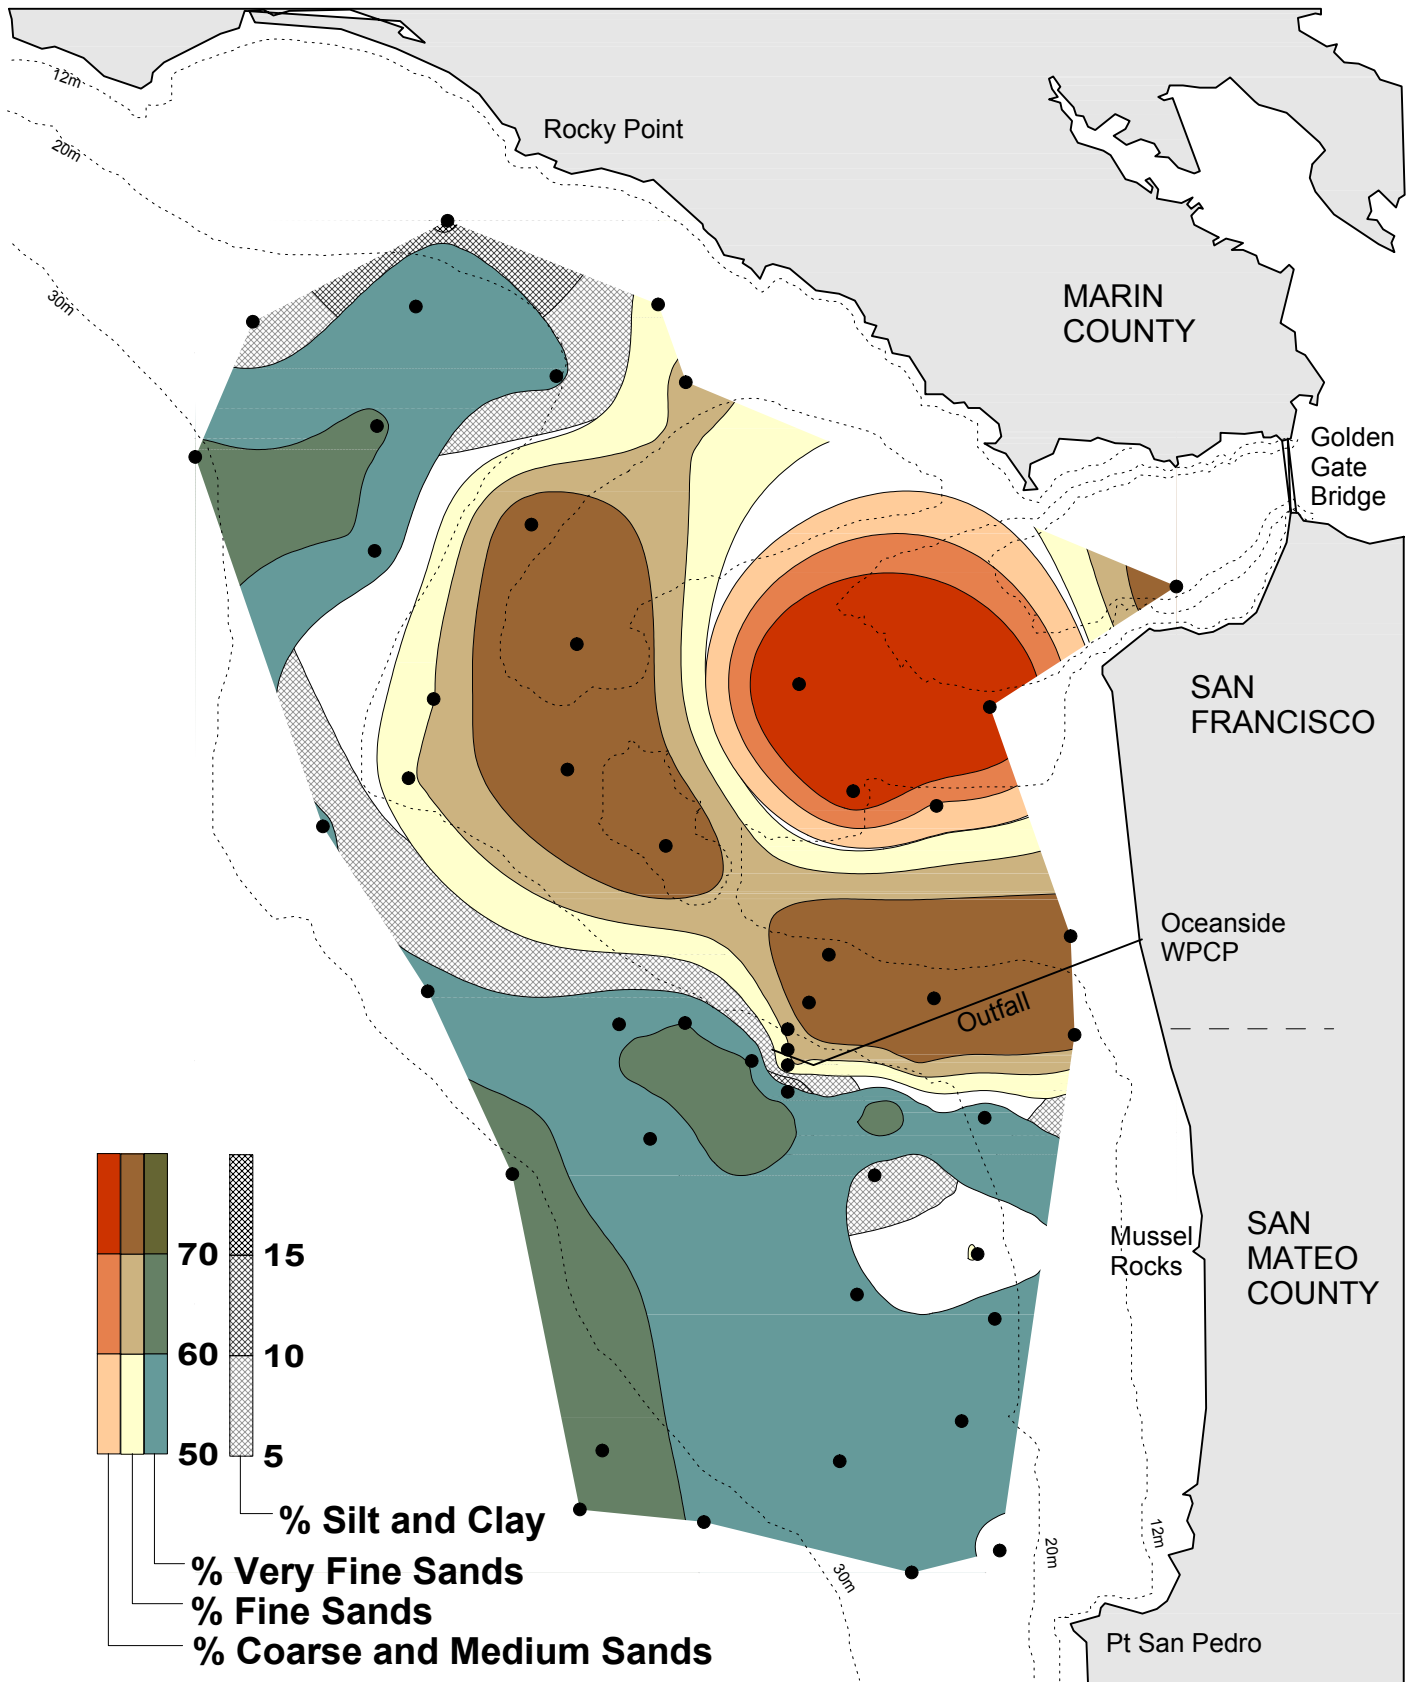 12m
20m
30m
Rocky Point
MARIN
COUNTY
Golden
Gate
Bridge
SAN
FRANCISCO
Oceanside
WPCP
Outfall
Mussel
Rocks
SAN
MATEO
COUNTY
70
15
60
10
50
5
% Silt and Clay
% Very Fine Sands
% Fine Sands
% Coarse and Medium Sands
30m
20m
12m
Pt San Pedro